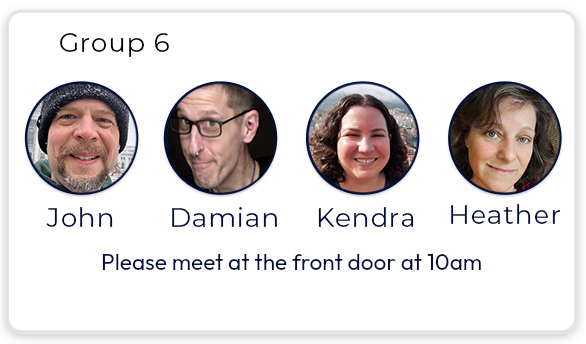 Group 6
John Damian Kendra Heather
Please meet at the front door at 10am